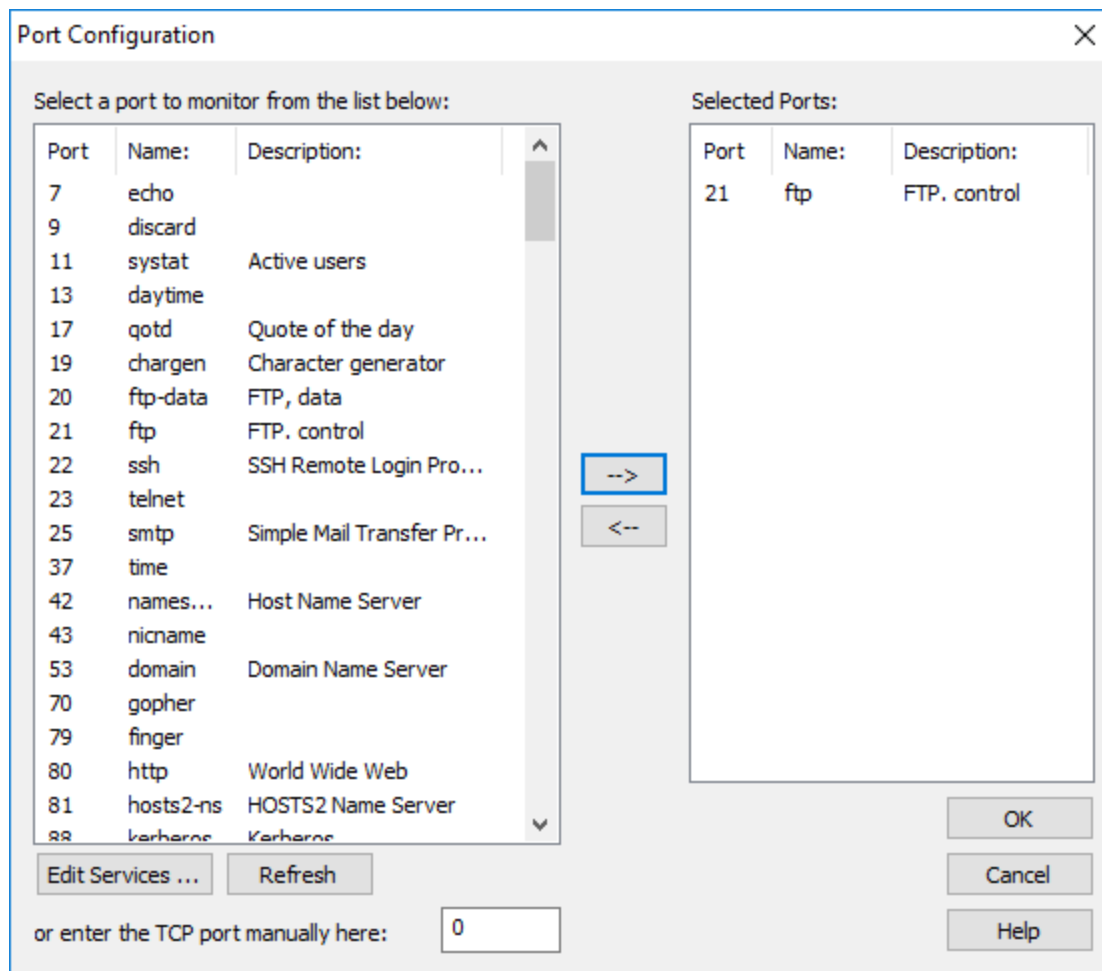 Port Configuration
Select a port to monitor from the list below:
Port Name: Description:
7 echo
9 discard
11 systat Active users
13 daytime
17 qotd Quote of the day
19 chargen Character generator
20 ftp-data FTP, data
21 ftp FTP. control
22 ssh SSH Remote Login Pro...
23 telnet
25 smtp Simple Mail Transfer Pr...
37 time
42 names... Host Name Server
43 nicname
53 domain Domain Name Server
70 gopher
79 finger
80 http World Wide Web
81 hosts2-ns HOSTS2 Name Server
88 kerberos Kerberos
-->
<--
Selected Ports:
Port Name: Description:
21 ftp FTP. control
Edit Services ... Refresh
or enter the TCP port manually here: 0
OK
Cancel
Help